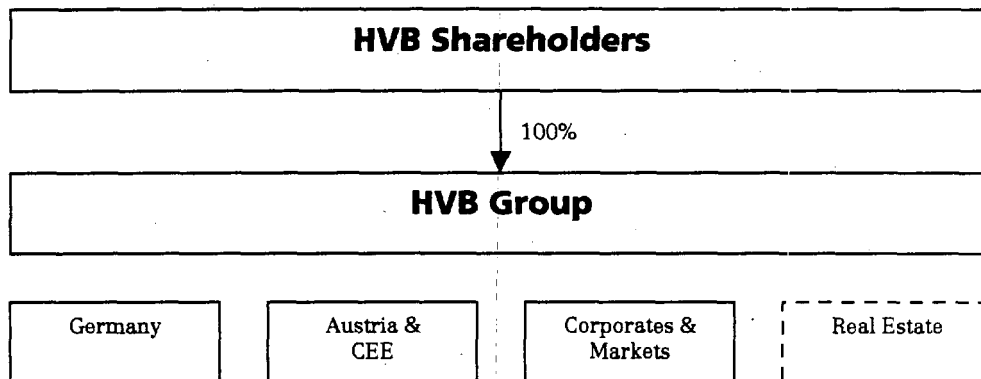 HVB Shareholders
100%
HVB Group
Germany
Austria &
CEE
Corporates &
Markets
Real Estate